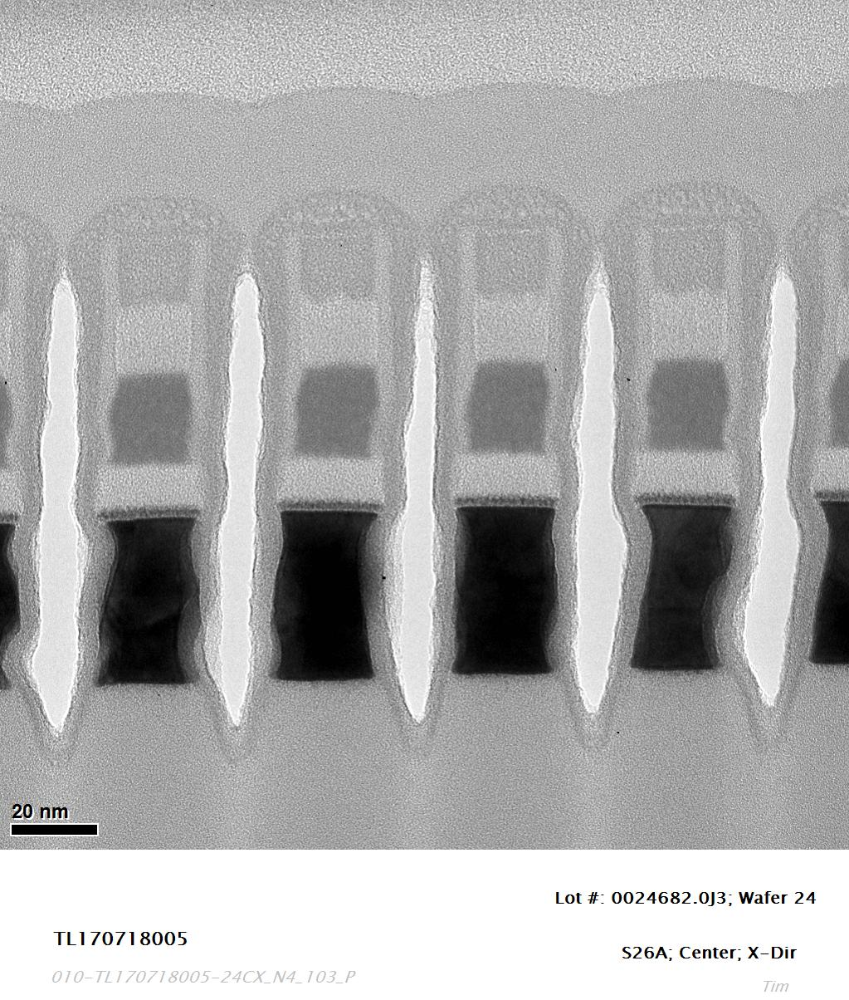 20 nm
Lot #: 0024682.0J3; Wafer 24
TL170718005
S26A; Center; X-Dir
010-TL170718005-24CX_N4_103_P
Tim